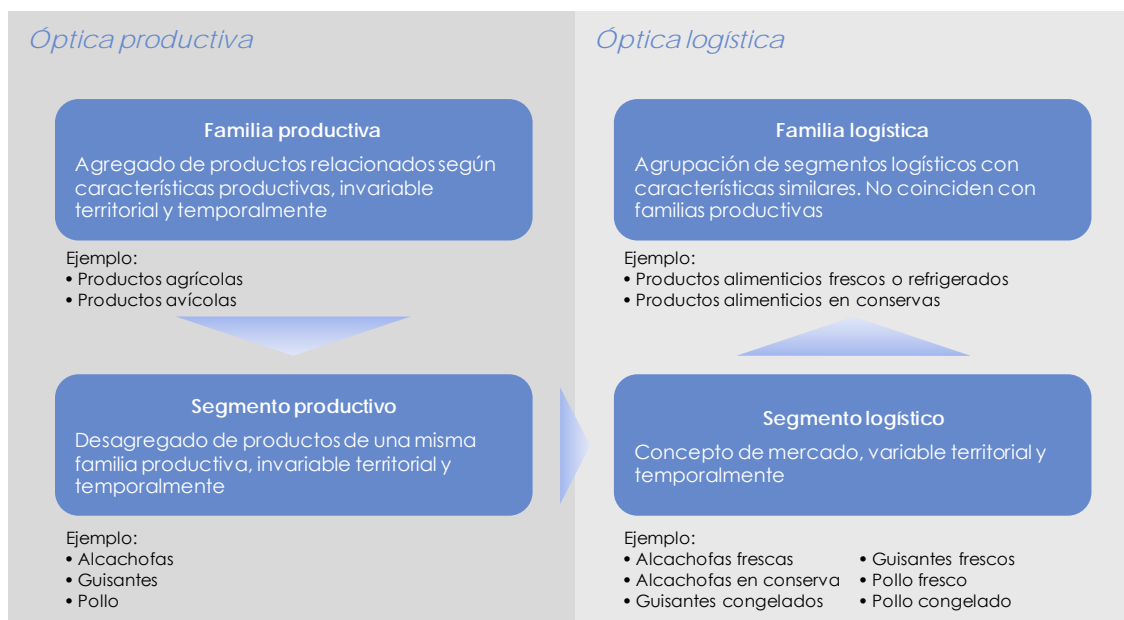 Óptica productiva
Familia productiva
Agregado de productos relacionados según
características productivas, invariable
territorial y temporalmente
Ejemplo:
• Productos agrícolas
• Productos avícolas
Segmento productivo
Desagregado de productos de una misma
familia productiva, invariable territorial y
temporalmente
Ejemplo:
• Alcachofas
• Guisantes
• Pollo
Óptica logística
Familia logística
Agrupación de segmentos logísticos con
características similares. No coinciden con
familias productivas
Ejemplo:
• Productos alimenticios frescos o refrigerados
• Productos alimenticios en conservas
Segmento logístico
Concepto de mercado, variable territorial y
temporalmente
Ejemplo:
• Alcachofas frescas
• Alcachofas en conserva
• Guisantes congelados
• Guisantes frescos
• Pollo fresco
• Pollo congelado